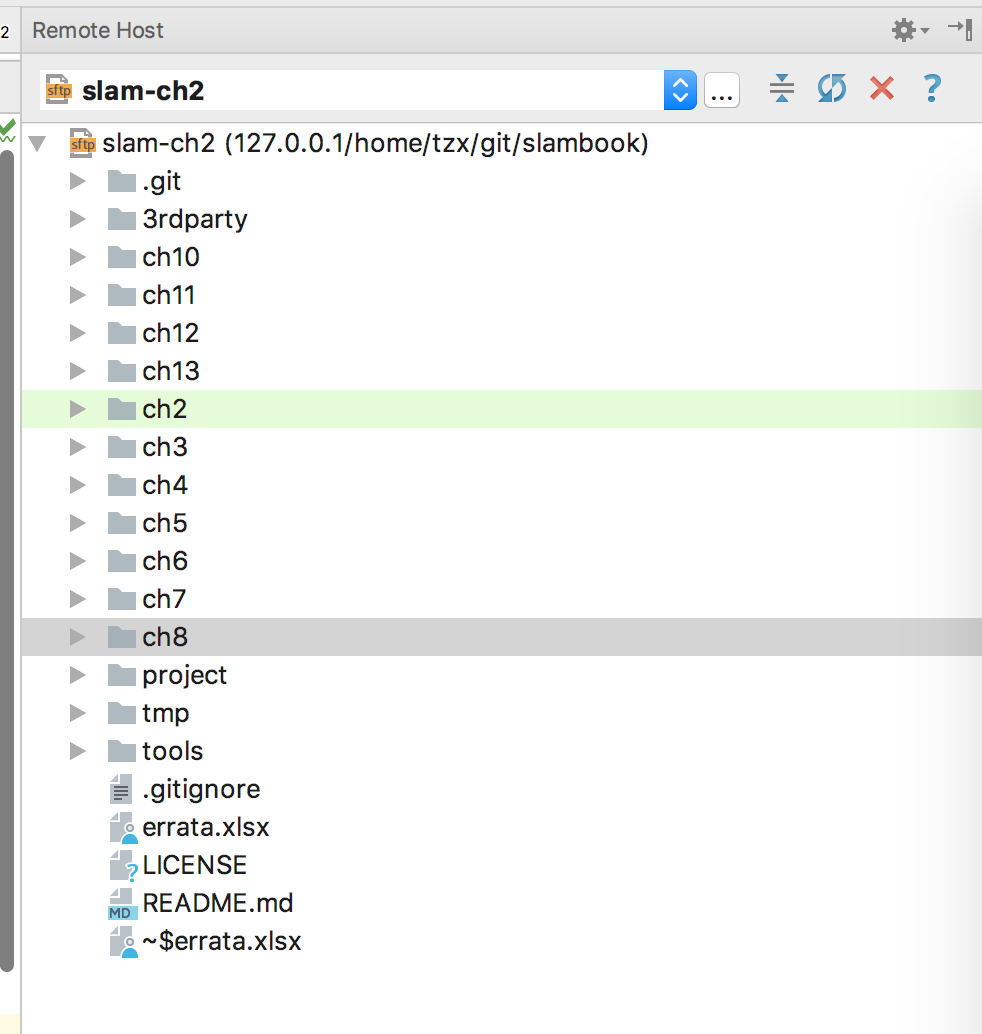 2
Remote Host
sftp slam-ch2
...
?
sftp slam-ch2 (127.0.0.1/home/tzx/git/slambook)
.git
3rdparty
ch10
ch11
ch12
ch13
ch2
ch3
ch4
ch5
ch6
ch7
ch8
project
tmp
tools
.gitignore
errata.xlsx
? LICENSE
MD README.md
~$errata.xlsx